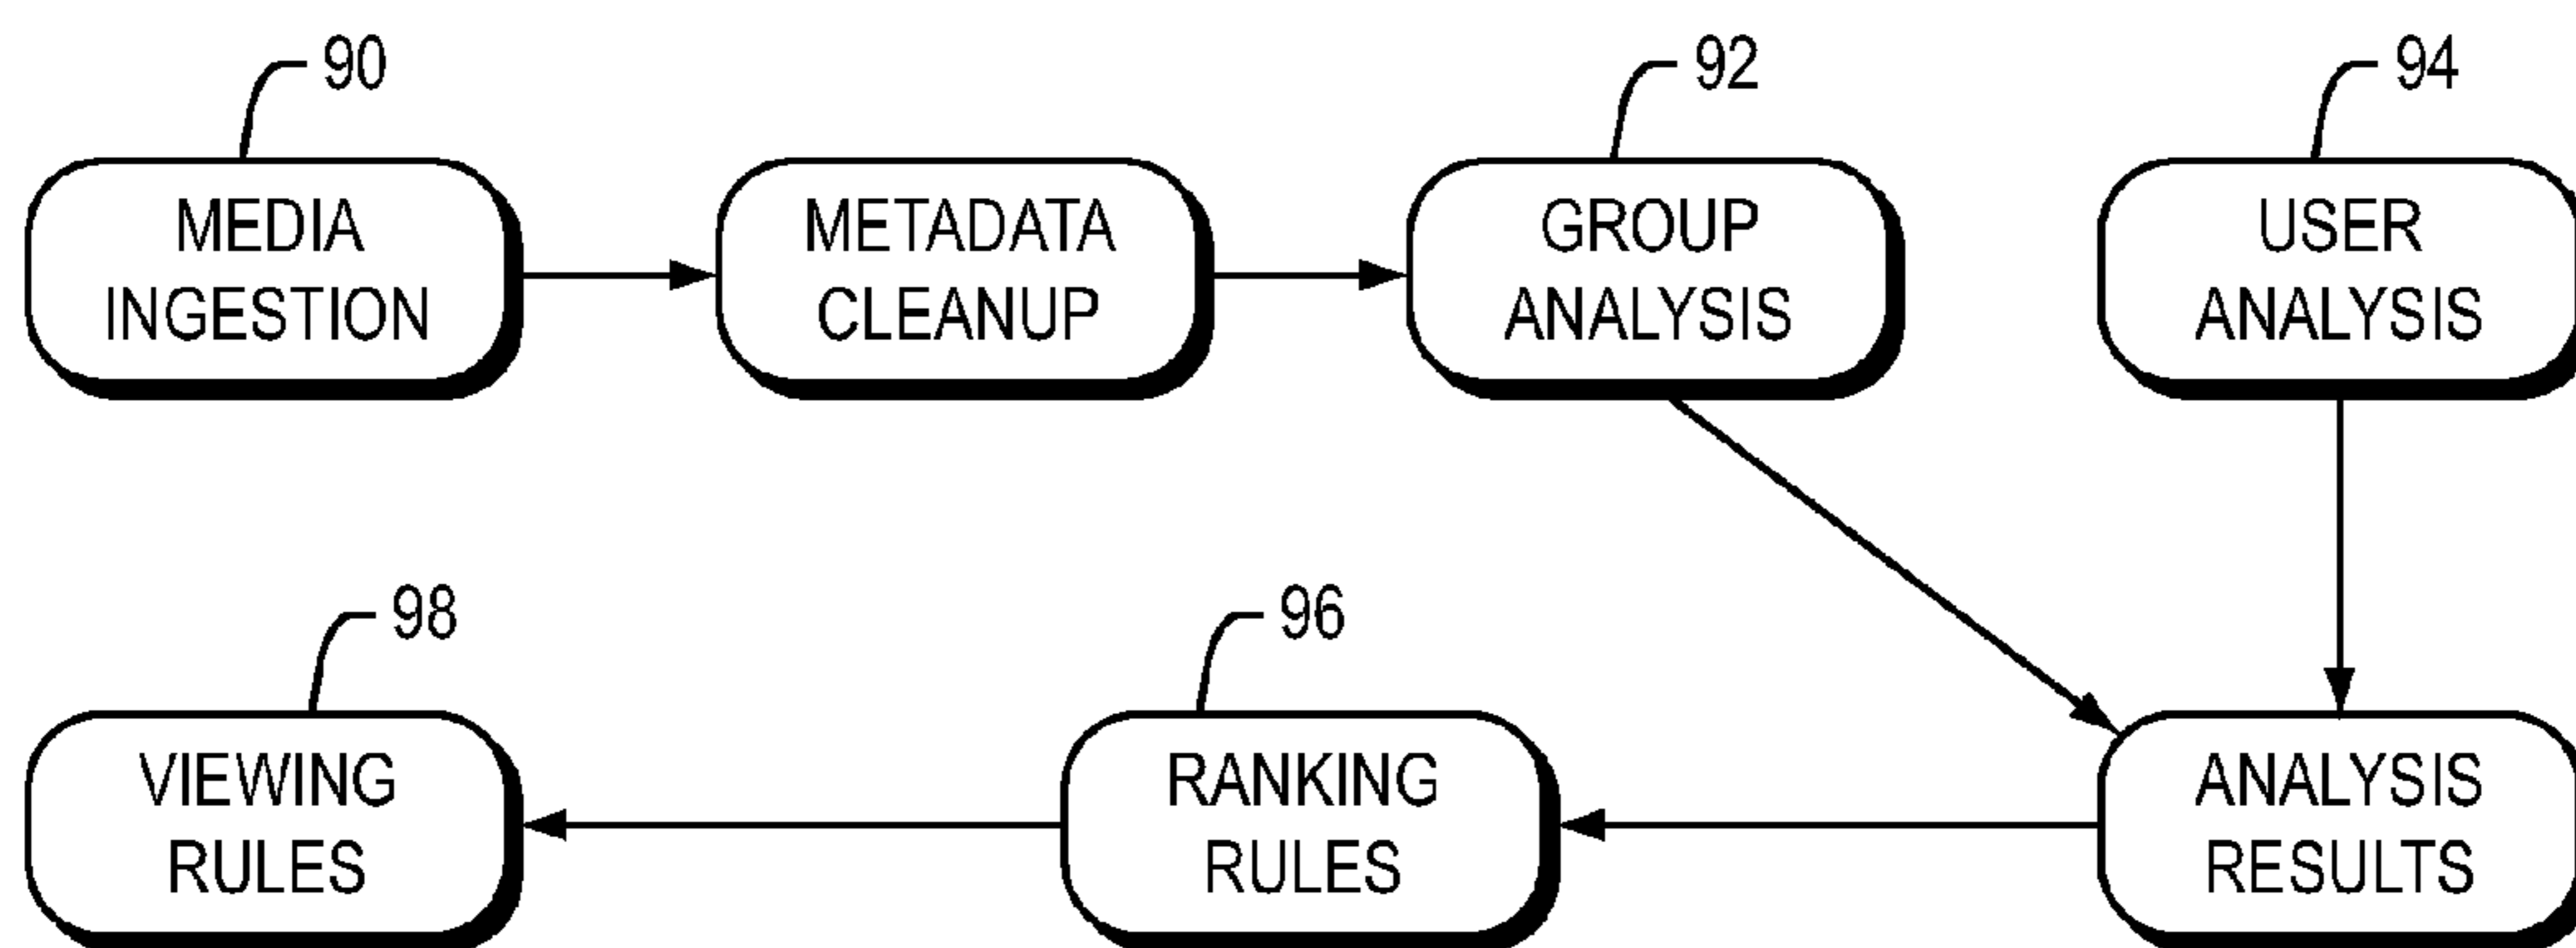 90
92
94
MEDIA
INGESTION
METADATA
CLEANUP
GROUP
ANALYSIS
USER
ANALYSIS
98
96
VIEWING
RULES
RANKING
RULES
ANALYSIS
RESULTS